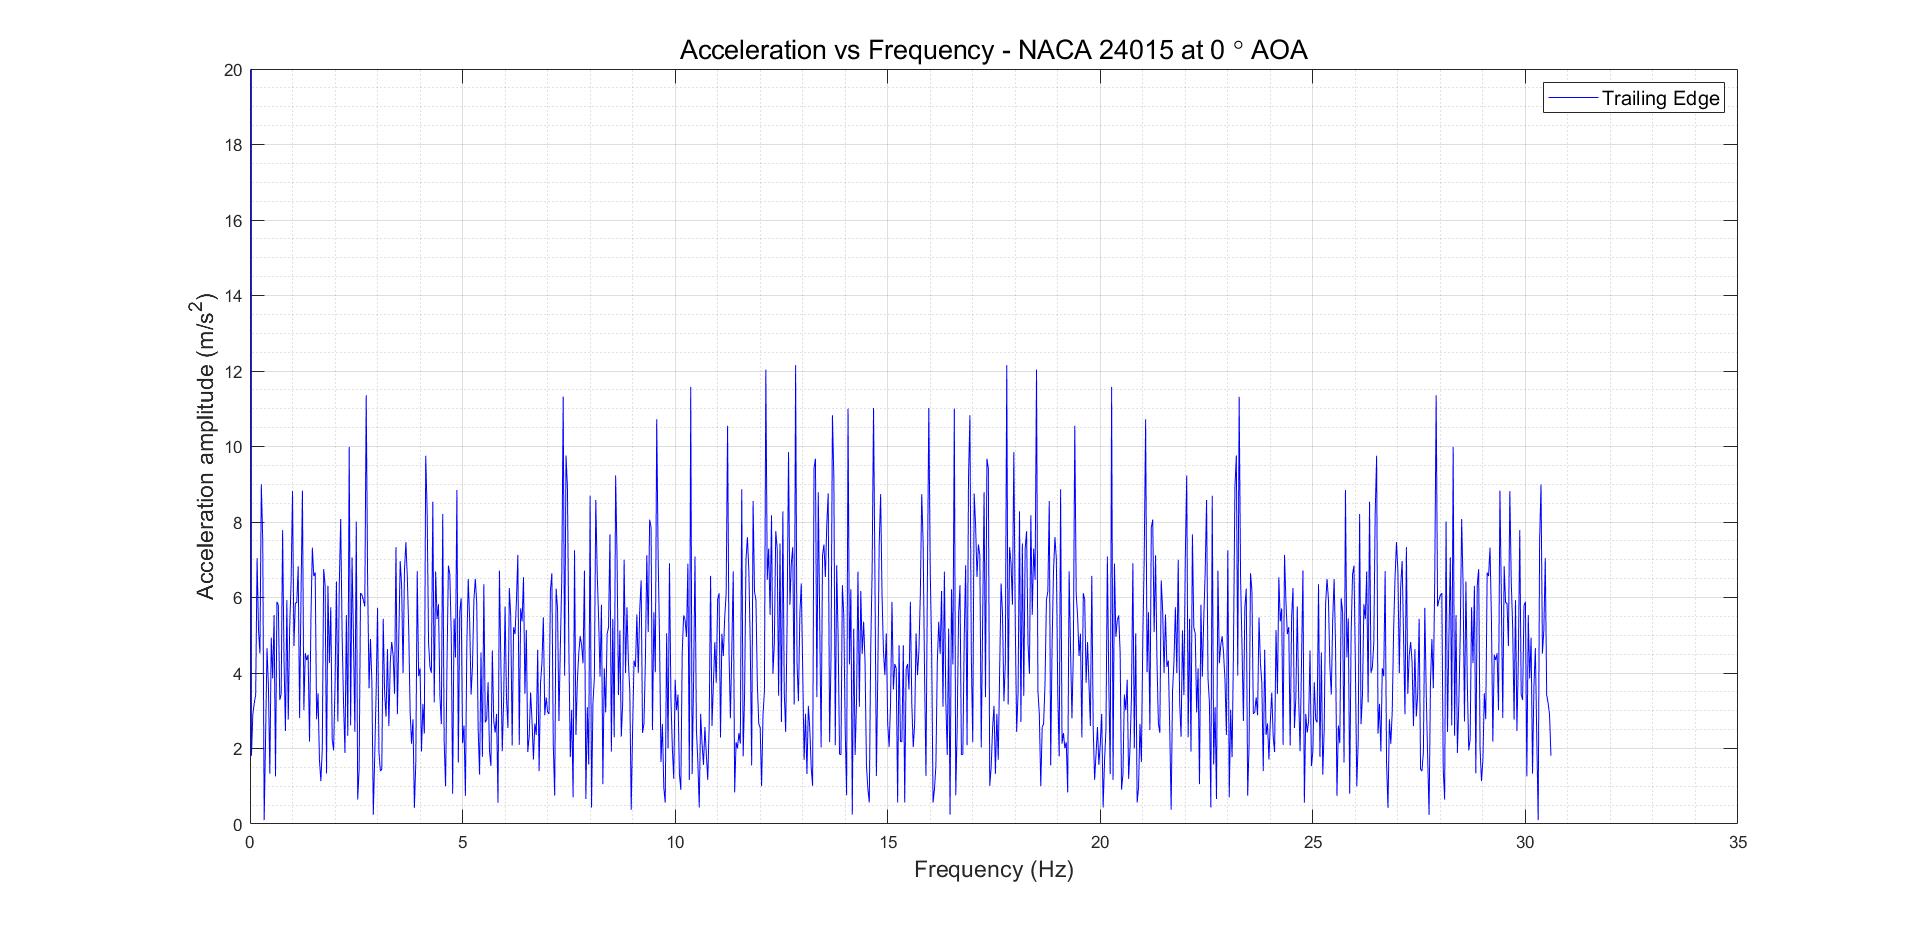 Acceleration vs Frequency - NACA 24015 at 0 ° AOA
Trailing Edge
20
18
16
14
12
10
8
6
4
2
0
Acceleration amplitude (m/s²)
0 5 10 15 20 25 30 35
Frequency (Hz)